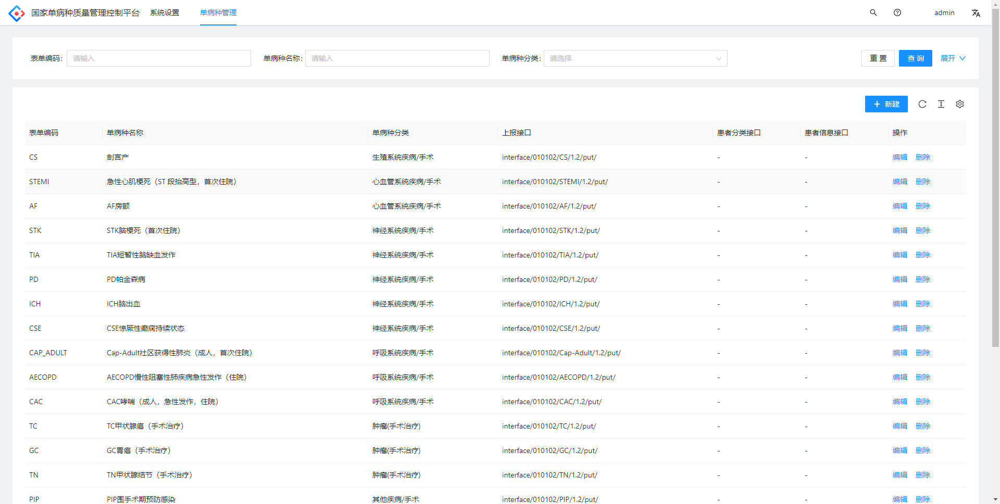 国家单病种质量管理控制平台 系统设置 单病种管理 admin
表单编码: 请输入 单病种名称: 请输入 单病种分类: 请选择 重 置 查 询 展开
新建
表单编码 单病种名称 单病种分类 上报接口 患者分类接口 患者信息接口 操作
CS 剖宫产 生殖系统疾病/手术 interface/010102/CS/1.2/put/ - - 编辑 删除
STEMI 急性心肌梗死（ST 段抬高型，首次住院） 心血管系统疾病/手术 interface/010102/STEMI/1.2/put/ - - 编辑 删除
AF AF房颤 心血管系统疾病/手术 interface/010102/AF/1.2/put/ - - 编辑 删除
STK STK脑梗死（首次住院） 神经系统疾病/手术 interface/010102/STK/1.2/put/ - - 编辑 删除
TIA TIA短暂性脑缺血发作 神经系统疾病/手术 interface/010102/TIA/1.2/put/ - - 编辑 删除
PD PD帕金森病 神经系统疾病/手术 interface/010102/PD/1.2/put/ - - 编辑 删除
ICH ICH脑出血 神经系统疾病/手术 interface/010102/ICH/1.2/put/ - - 编辑 删除
CSE CSE惊厥性癫痫持续状态 神经系统疾病/手术 interface/010102/CSE/1.2/put/ - - 编辑 删除
CAP_ADULT Cap-Adult社区获得性肺炎（成人，首次住院） 呼吸系统疾病/手术 interface/010102/Cap-Adult/1.2/put/ - - 编辑 删除
AECOPD AECOPD慢性阻塞性肺疾病急性发作（住院） 呼吸系统疾病/手术 interface/010102/AECOPD/1.2/put/ - - 编辑 删除
CAC CAC哮喘（成人，急性发作，住院） 呼吸系统疾病/手术 interface/010102/CAC/1.2/put/ - - 编辑 删除
TC TC甲状腺癌（手术治疗） 肿瘤(手术治疗) interface/010102/TC/1.2/put/ - - 编辑 删除
GC GC胃癌（手术治疗） 肿瘤(手术治疗) interface/010102/GC/1.2/put/ - - 编辑 删除
TN TN甲状腺结节（手术治疗） 肿瘤(手术治疗) interface/010102/TN/1.2/put/ - - 编辑 删除
PIP PIP围手术期预防感染 其他疾病/手术 interface/010102/PIP/1.2/put/ - - 编辑 删除